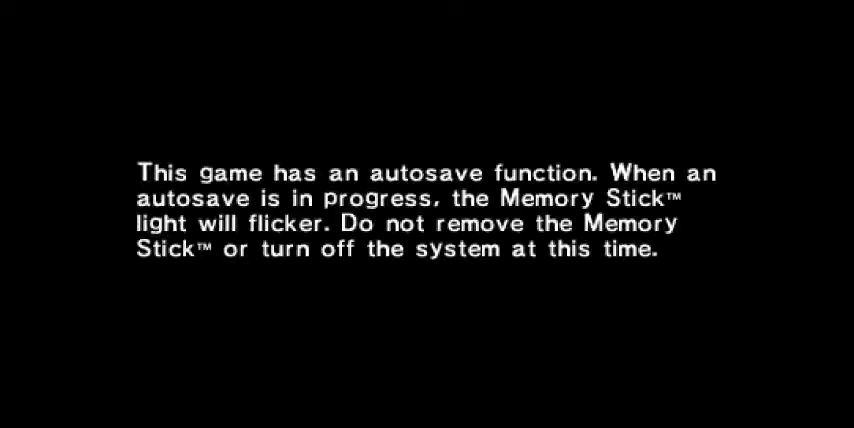 This game has an autosave function. When an
autosave is in progress, the Memory Stick™
light will flicker. Do not remove the Memory
Stick™ or turn off the system at this time.